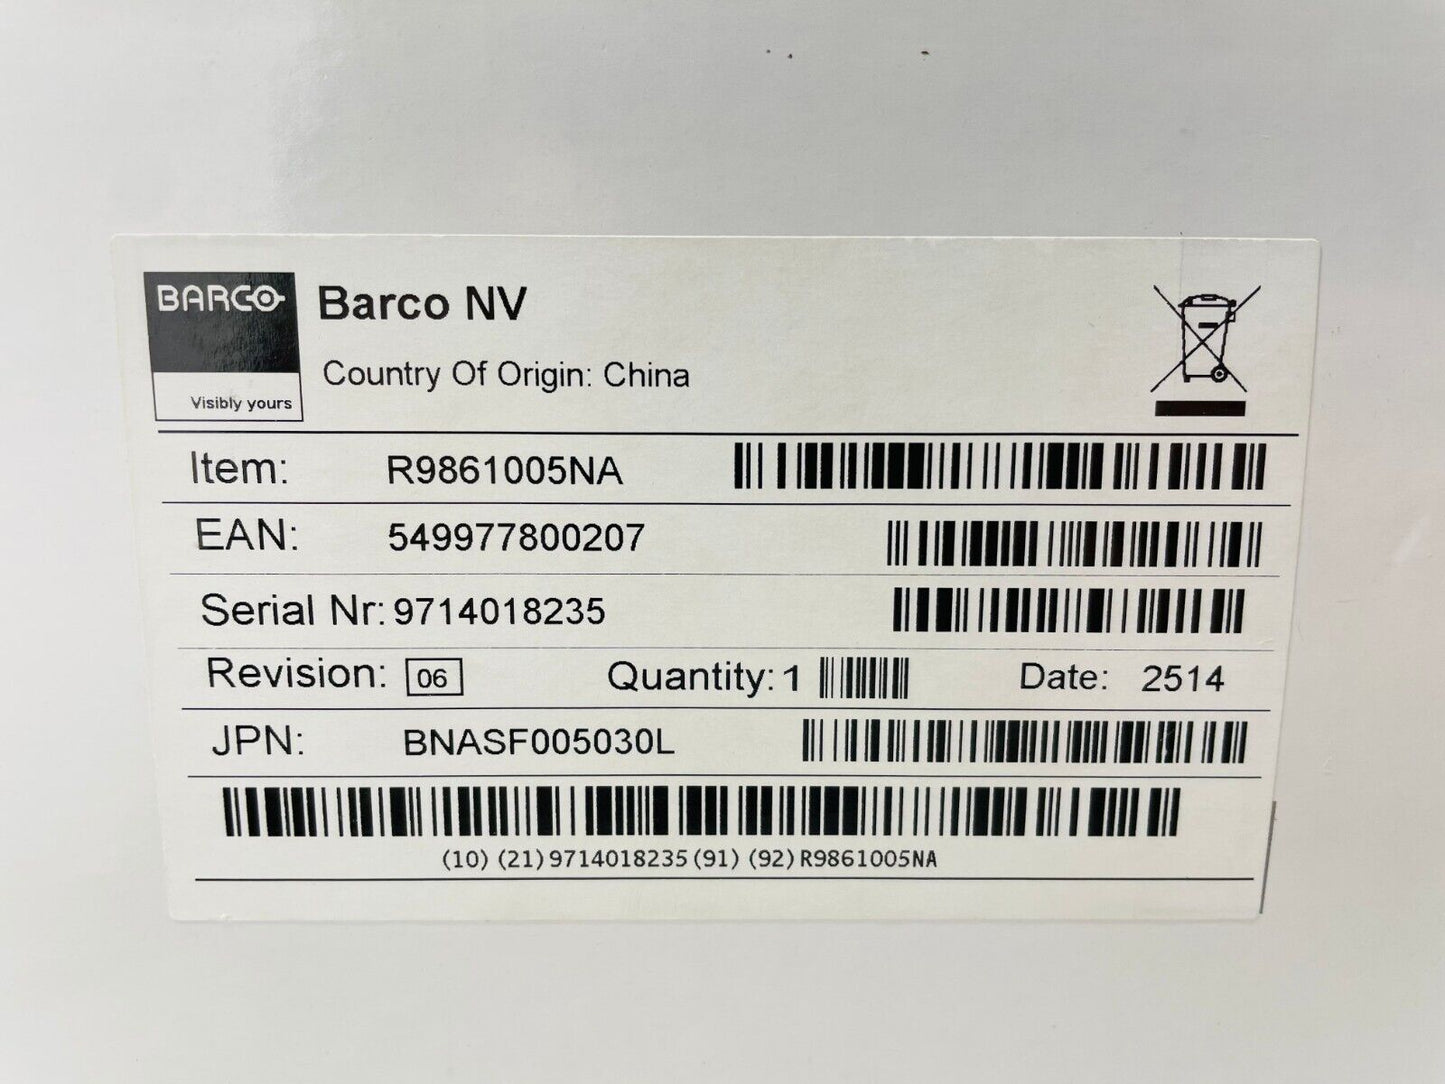 BARCO
Visibly yours
Barco NV
Country Of Origin: China
Item: R9861005NA
EAN: 549977800207
Serial Nr: 9714018235
Revision: 06 Quantity: 1 Date: 2514
JPN: BNASF005030L
(10) (21) 9714018235 (91) (92) R9861005NA